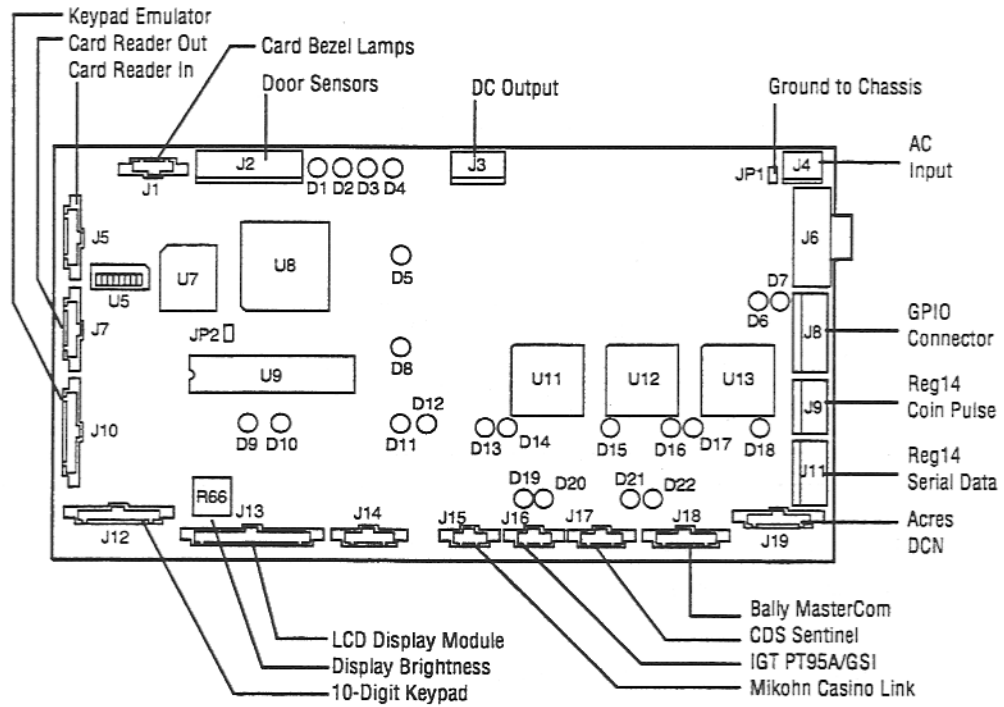 Keypad Emulator
Card Reader Out
Card Reader In
Card Bezel Lamps
Door Sensors
DC Output
Ground to Chassis
AC
Input
J1
J2
D1 D2 D3 D4
J3
JP1
J4
J5
U5
U7
U8
D5
J6
D7
D6
J7
JP2
D8
J8
GPIO
Connector
U9
U11
U12
U13
J9
Reg14
Coin Pulse
D9
D10
D11
D12
D13
D14
D15
D16
D17
D18
J10
J11
Reg14
Serial Data
R66
D19
D20
D21
D22
J12
J13
J14
J15
J16
J17
J18
J19
Acres
DCN
LCD Display Module
Display Brightness
10-Digit Keypad
Bally MasterCom
CDS Sentinel
IGT PT95A/GSI
Mikohn Casino Link